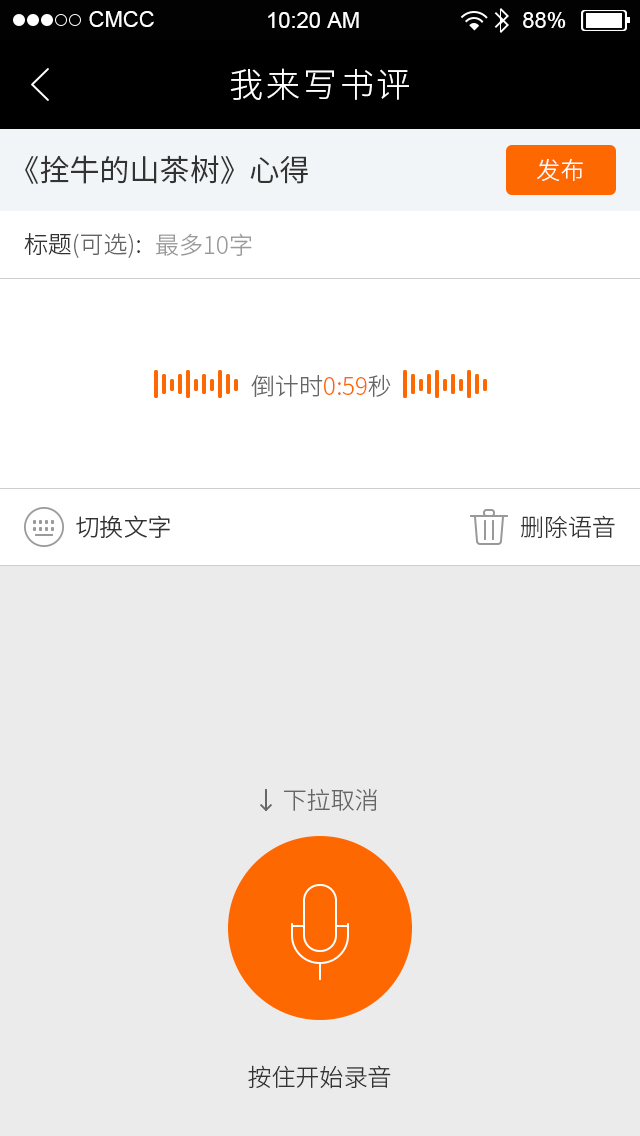 CMCC 10:20 AM 88%
我来写书评
《拴牛的山茶树》心得 发布
标题(可选): 最多10字
倒计时0:59秒
切换文字 删除语音
↓ 下拉取消
按住开始录音